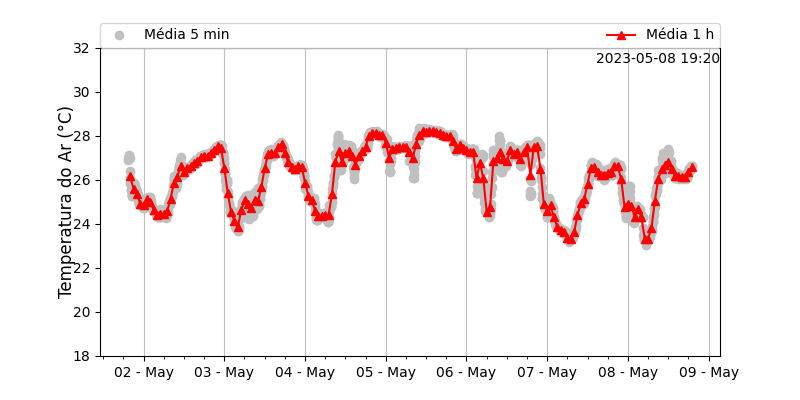 Média 5 min
Média 1 h
2023-05-08 19:20
Temperatura do Ar (°C)
32
30
28
26
24
22
20
18
02 - May
03 - May
04 - May
05 - May
06 - May
07 - May
08 - May
09 - May